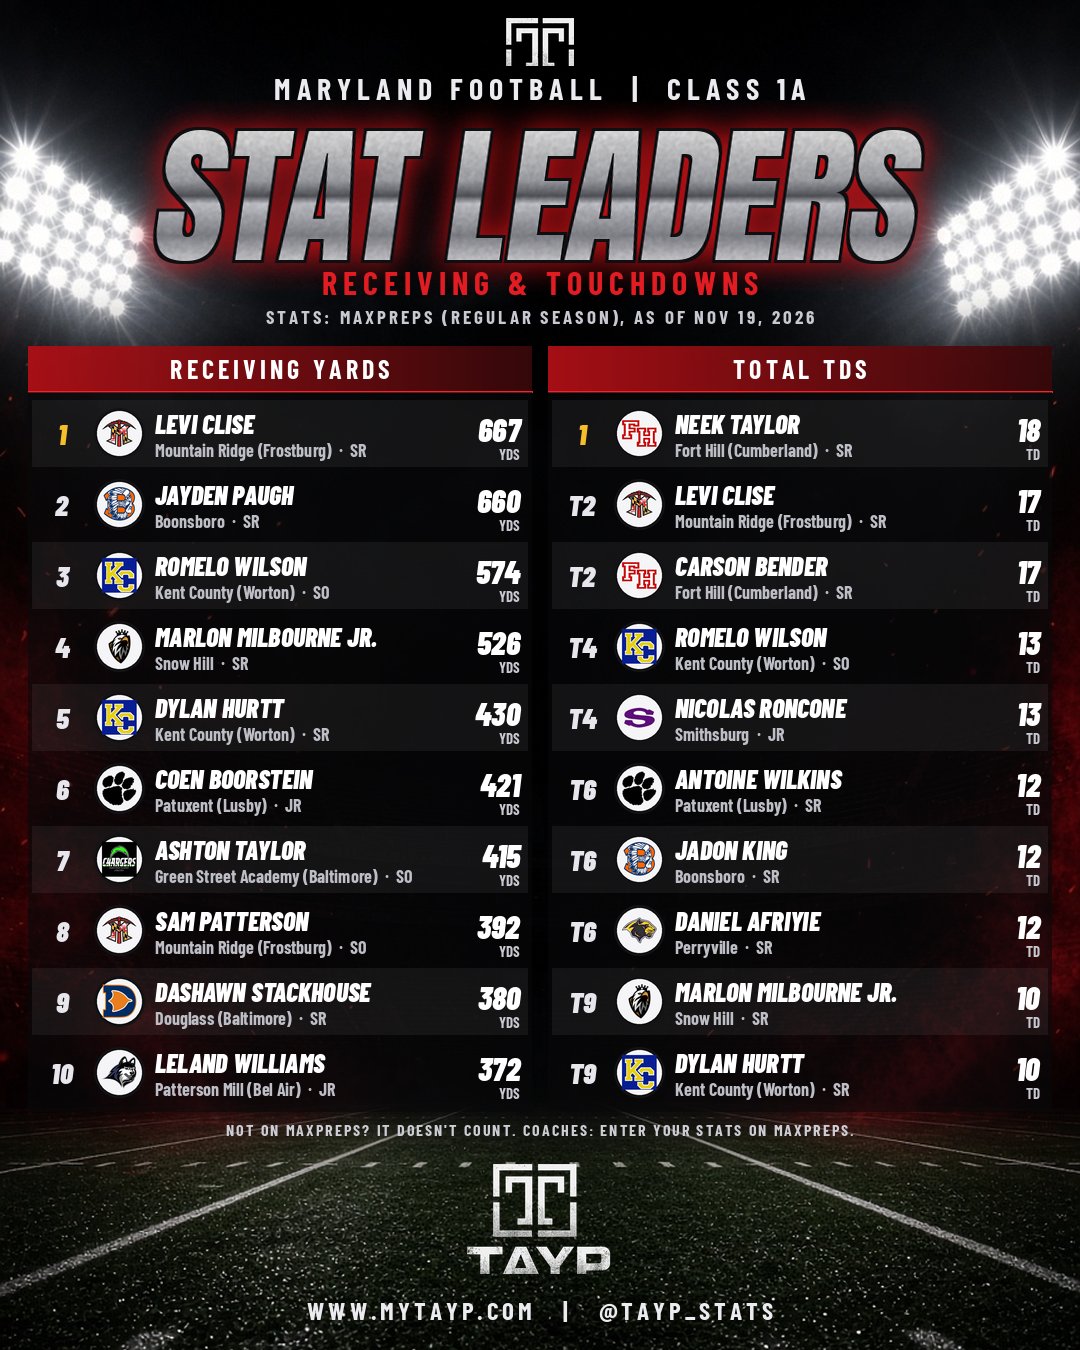 MARYLAND FOOTBALL | CLASS 1A
STAT LEADERS
RECEIVING & TOUCHDOWNS
STATS: MAXPREPS (REGULAR SEASON), AS OF NOV 19, 2026
RECEIVING YARDS
1 LEVI CLISE 667
Mountain Ridge (Frostburg) · SR YDS
2 JAYDEN PAUGH 660
Boonsboro · SR YDS
3 KC ROMELO WILSON 574
Kent County (Worton) · SO YDS
4 MARLON MILBOURNE JR. 526
Snow Hill · SR YDS
5 KC DYLAN HURTT 430
Kent County (Worton) · SR YDS
6 COEN BOORSTEIN 421
Patuxent (Lusby) · JR YDS
7 CHARGERS ASHTON TAYLOR 415
Green Street Academy (Baltimore) · SO YDS
8 SAM PATTERSON 392
Mountain Ridge (Frostburg) · SO YDS
9 D DASHAWN STACKHOUSE 380
Douglass (Baltimore) · SR YDS
10 LELAND WILLIAMS 372
Patterson Mill (Bel Air) · JR YDS
TOTAL TDS
1 FH NEEK TAYLOR 18
Fort Hill (Cumberland) · SR TD
T2 LEVI CLISE 17
Mountain Ridge (Frostburg) · SR TD
T2 FH CARSON BENDER 17
Fort Hill (Cumberland) · SR TD
T4 KC ROMELO WILSON 13
Kent County (Worton) · SO TD
T4 S NICOLAS RONCONE 13
Smithsburg · JR TD
T6 ANTOINE WILKINS 12
Patuxent (Lusby) · SR TD
T6 JADON KING 12
Boonsboro · SR TD
T6 DANIEL AFRIYIE 12
Perryville · SR TD
T9 MARLON MILBOURNE JR. 10
Snow Hill · SR TD
T9 KC DYLAN HURTT 10
Kent County (Worton) · SR TD
NOT ON MAXPREPS? IT DOESN'T COUNT. COACHES: ENTER YOUR STATS ON MAXPREPS.
TAYP
WWW.MYTAYP.COM | @TAYP_STATS